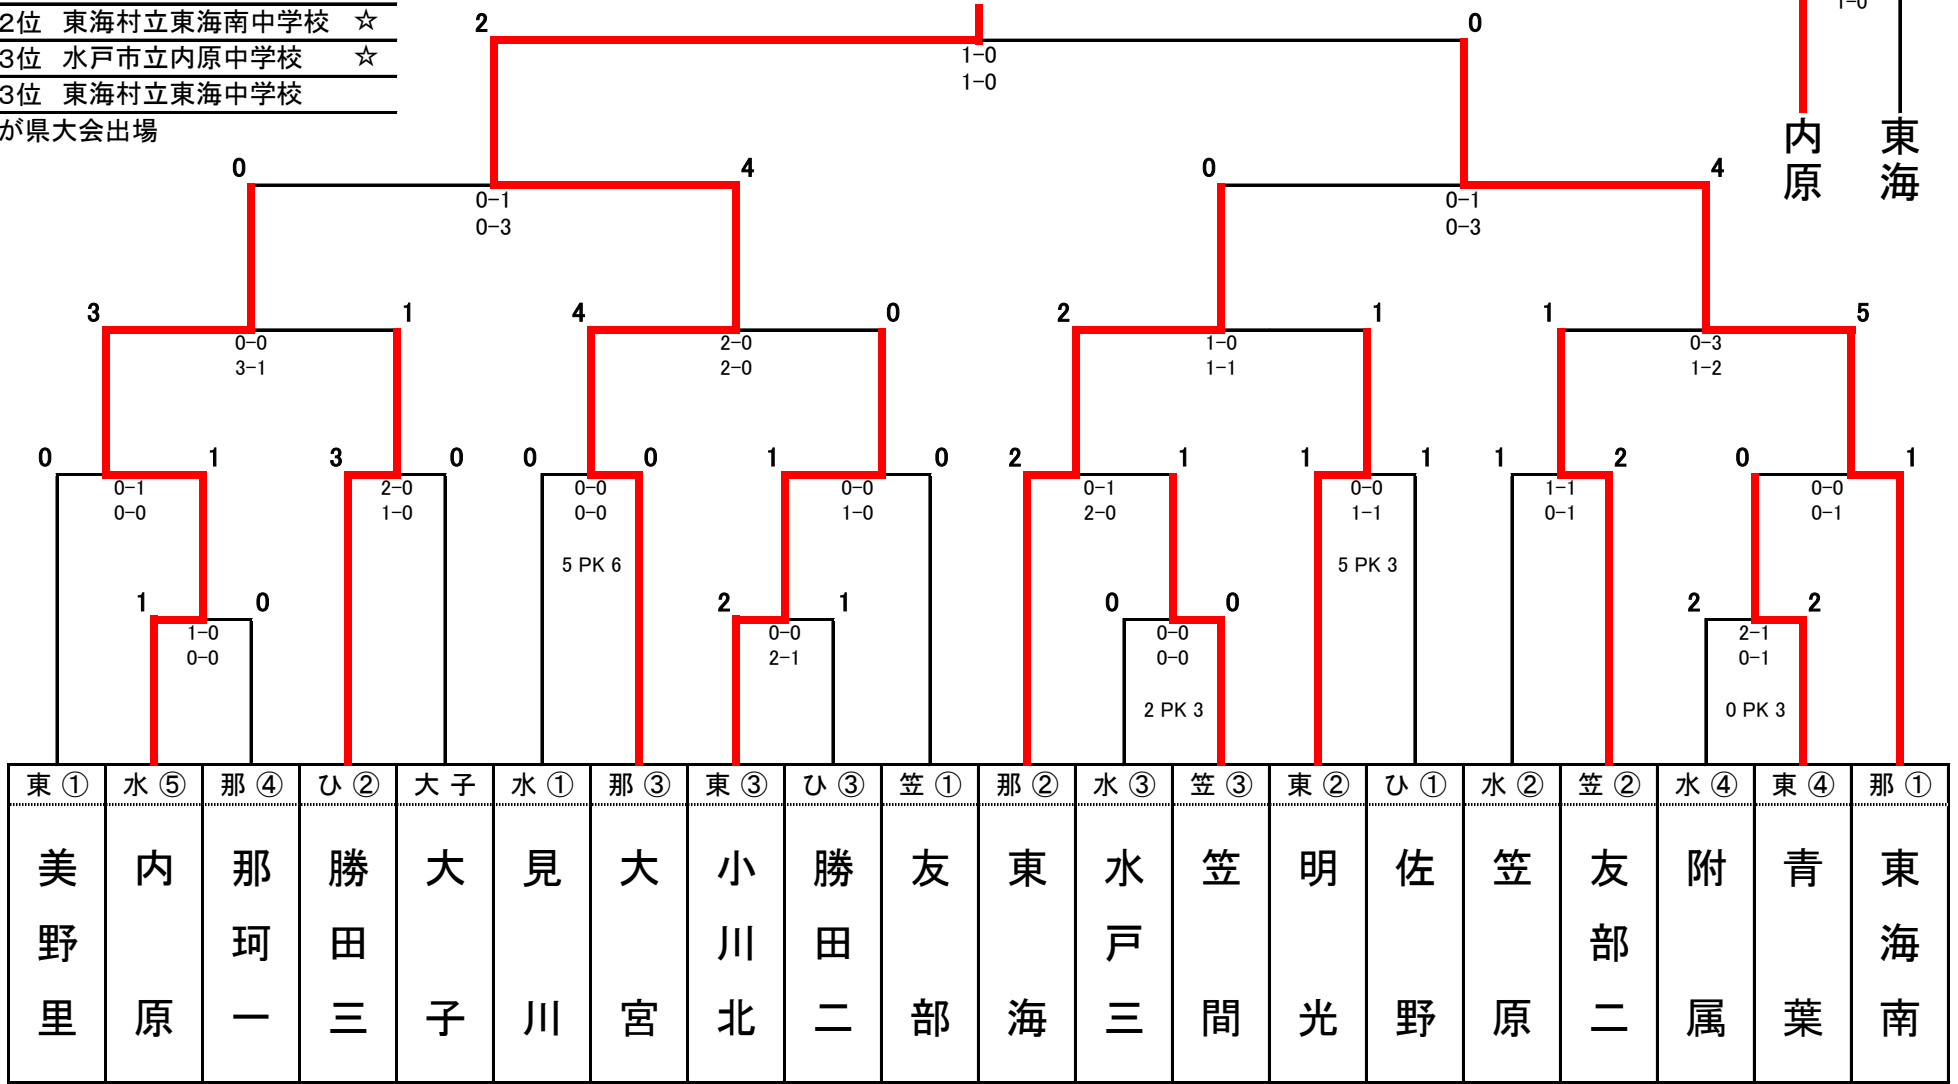 1-0
2位 東海村立東海南中学校 ☆
3位 水戸市立内原中学校 ☆
3位 東海村立東海中学校
が県大会出場
2 0
1-0
1-0
内原 東海
0 4 0 4
0-1 0-1
0-3 0-3
3 1 4 0 2 1 1 5
0-0 2-0 1-0 0-3
3-1 2-0 1-1 1-2
0 1 3 0 0 0 1 0 2 1 1 1 1 2 0 1
0-1 2-0 0-0 0-0 0-1 0-0 1-1 0-0
0-0 1-0 0-0 1-0 2-0 1-1 0-1 0-1
5 PK 6 5 PK 3
1 0 2 1 0 0 2 2
1-0 0-0 0-0 2-1
0-0 2-1 0-0 0-1
2 PK 3 0 PK 3
東① 水⑤ 那④ ひ② 大子 水① 那③ 東③ ひ③ 笠① 那② 水③ 笠③ 東② ひ① 水② 笠② 水④ 東④ 那①
美野里 内原 那珂一 勝田三 大子 見川 大宮 小川北 勝田二 友部 東海 水戸三 笠間 明光 佐野 笠原 友部二 附属 青葉 東海南